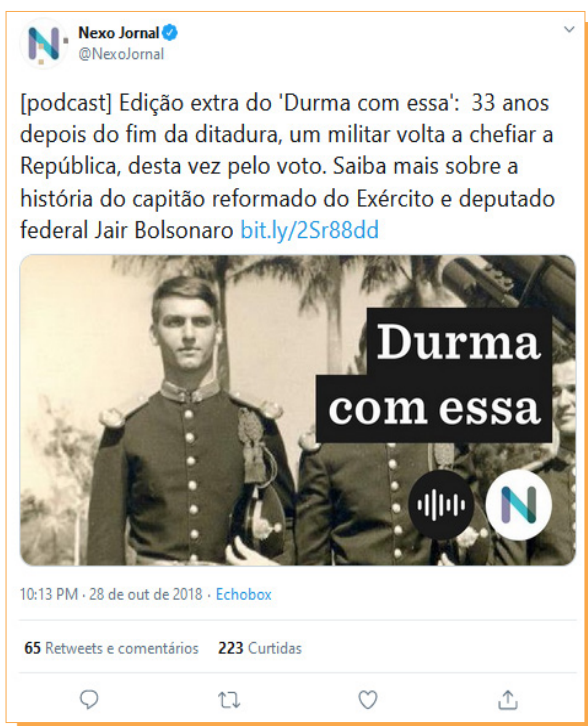 Nexo Jornal
@NexoJornal
[podcast] Edição extra do 'Durma com essa':  33 anos
depois do fim da ditadura, um militar volta a chefiar a
República, desta vez pelo voto. Saiba mais sobre a
história do capitão reformado do Exército e deputado
federal Jair Bolsonaro bit.ly/2Sr88dd
Durma
com essa
N
10:13 PM · 28 de out de 2018 · Echobox
65 Retweets e comentários 223 Curtidas